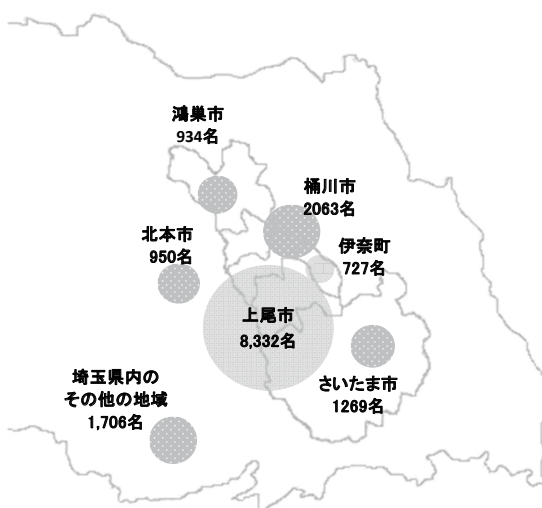 鴻巣市
934名
桶川市
2063名
北本市
950名
伊奈町
727名
上尾市
8,332名
埼玉県内の
その他の地域
1,706名
さいたま市
1269名